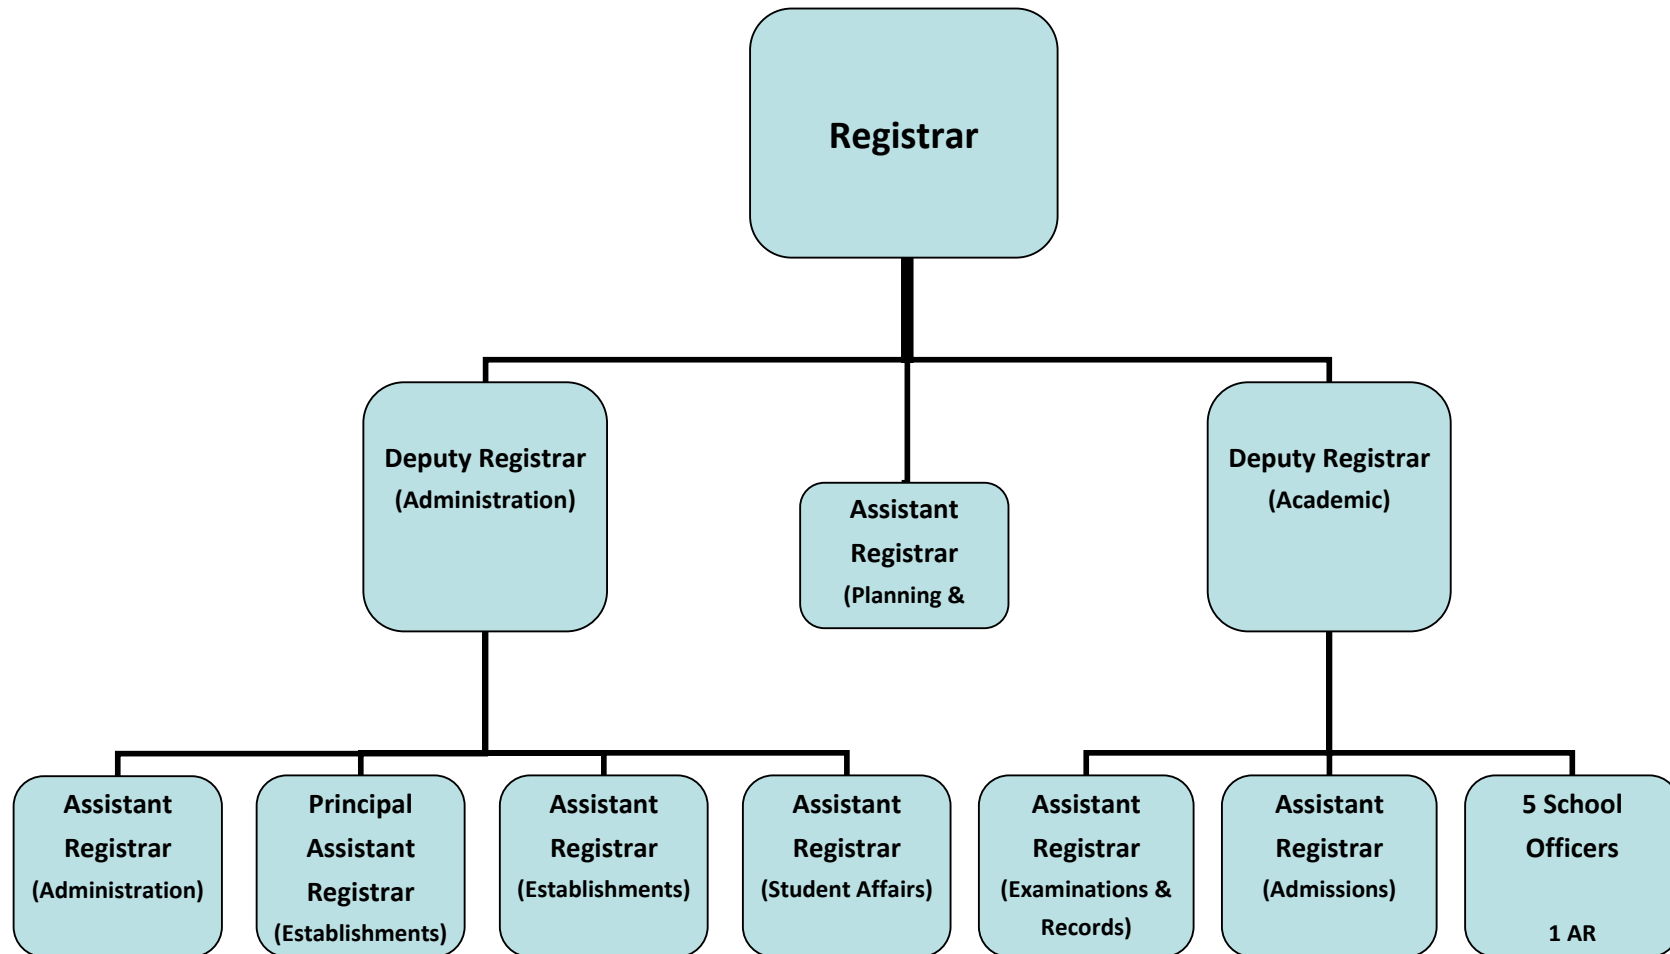 Registrar
Deputy Registrar
(Administration)
Assistant
Registrar
(Planning &
Deputy Registrar
(Academic)
Assistant
Registrar
(Administration)
Principal
Assistant
Registrar
(Establishments)
Assistant
Registrar
(Establishments)
Assistant
Registrar
(Student Affairs)
Assistant
Registrar
(Examinations &
Records)
Assistant
Registrar
(Admissions)
5 School
Officers
1 AR